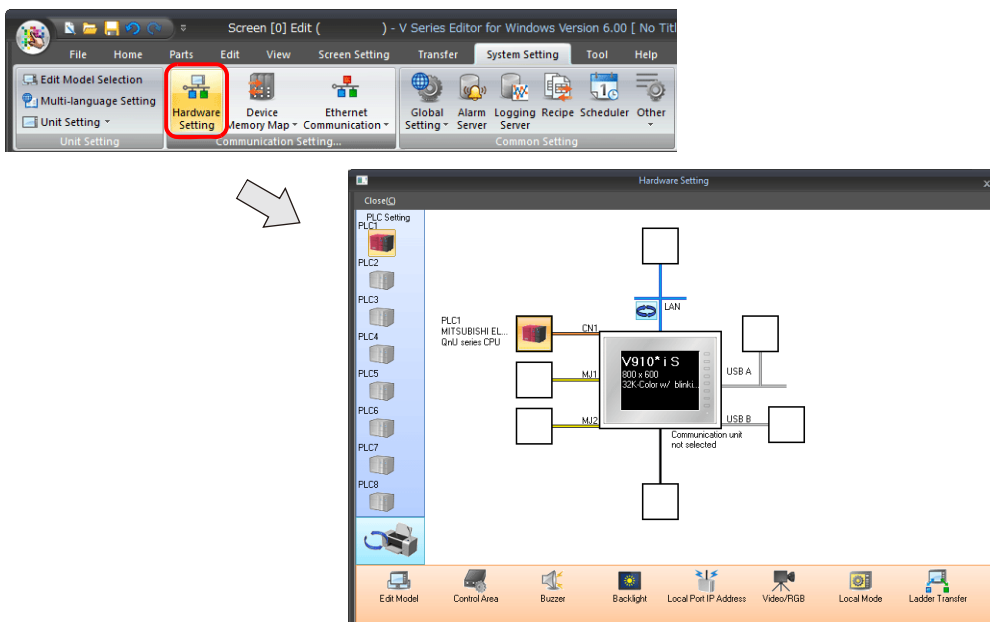 Screen [0] Edit ( ) - V Series Editor for Windows Version 6.00 [ No Titl
File Home Parts Edit View Screen Setting Transfer System Setting Tool Help
Edit Model Selection
Multi-language Setting
Unit Setting
Unit Setting
Hardware Setting
Device Memory Map
Ethernet Communication
Communication Setting...
Global Setting
Alarm Server
Logging Server
Recipe
Scheduler
Other
Common Setting
Hardware Setting
Close(C)
PLC Setting
PLC1
PLC2
PLC3
PLC4
PLC5
PLC6
PLC7
PLC8
LAN
PLC1
MITSUBISHI EL...
QnU series CPU
CN1
MJ1
MJ2
V910*iS
800 x 600
32K-Color w/ blinki...
USB A
USB B
Communication unit
not selected
Edit Model
Control Area
Buzzer
Backlight
Local Port IP Address
Video/RGB
Local Mode
Ladder Transfer